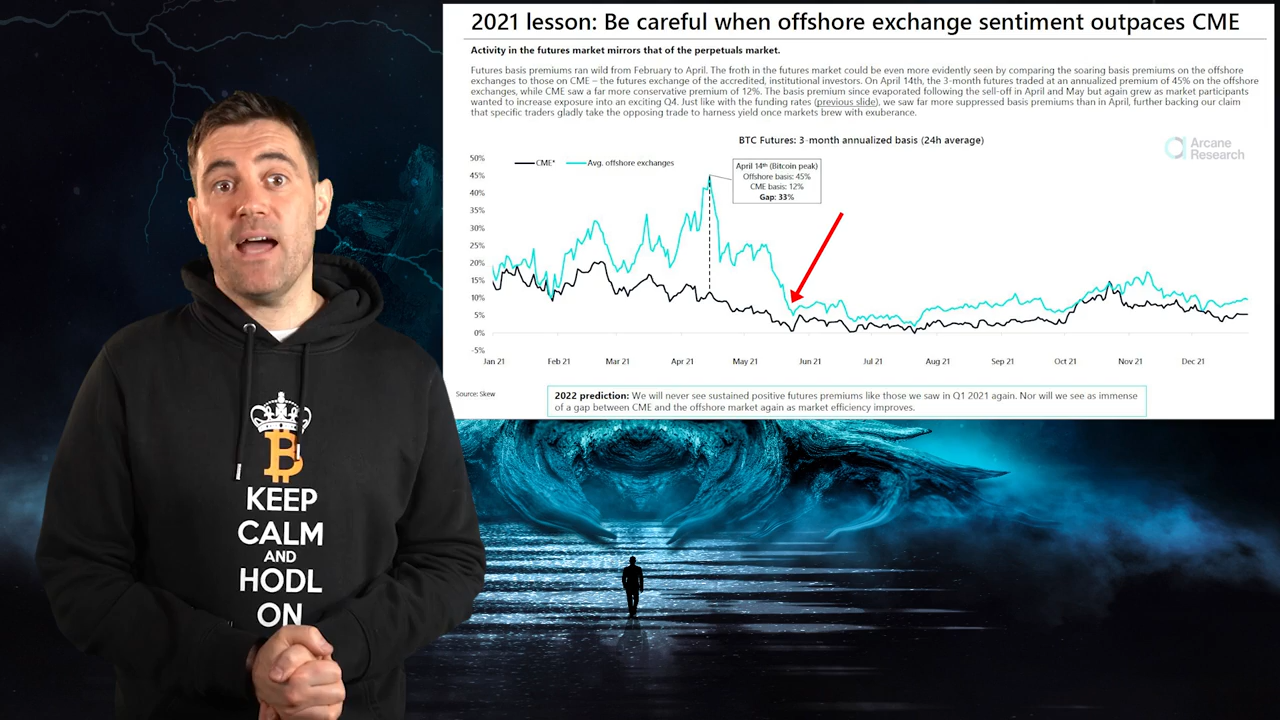 2021 lesson: Be careful when offshore exchange sentiment outpaces CME
Activity in the futures market mirrors that of the perpetuals market.
Futures basis premiums ran wild from February to April. The froth in the futures market could be even more evidently seen by comparing the soaring basis premiums on the offshore
exchanges to those on CME – the futures exchange of the accredited, institutional investors. On April 14th, the 3-month futures traded at an annualized premium of 45% on the offshore
exchanges, while CME saw a far more conservative premium of 12%. The basis premium since evaporated following the sell-off in April and May but again grew as market participants
wanted to increase exposure into an exciting Q4. Just like with the funding rates (previous slide), we saw far more suppressed basis premiums than in April, further backing our claim
that specific traders gladly take the opposing trade to harness yield once markets brew with exuberance.
BTC Futures: 3-month annualized basis (24h average)
Arcane
Research
CME*
Avg. offshore exchanges
April 14th (Bitcoin peak)
Offshore basis: 45%
CME basis: 12%
Gap: 33%
50%
45%
40%
35%
30%
25%
20%
15%
10%
5%
0%
-5%
Jan 21 Feb 21 Mar 21 Apr 21 May 21 Jun 21 Jul 21 Aug 21 Sep 21 Oct 21 Nov 21 Dec 21
Source: Skew
2022 prediction: We will never see sustained positive futures premiums like those we saw in Q1 2021 again. Nor will we see as immense
of a gap between CME and the offshore market again as market efficiency improves.
B
KEEP
CALM
AND
HODL
ON